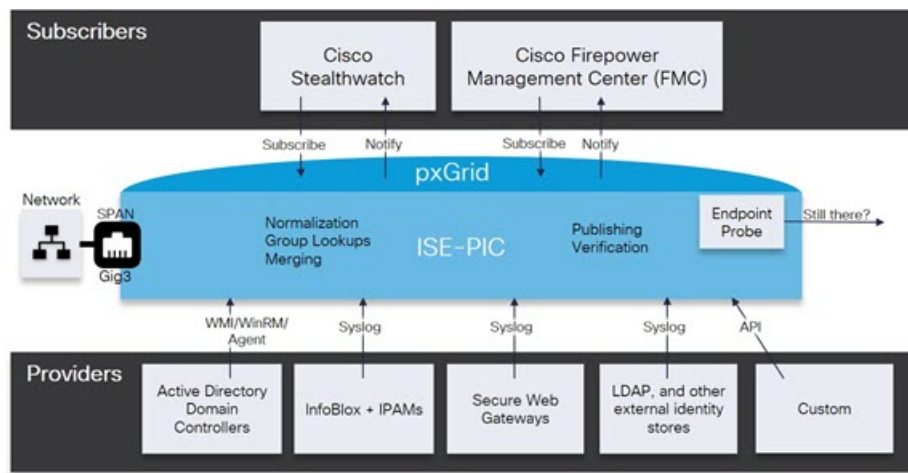 Subscribers
Cisco
Stealthwatch
Cisco Firepower
Management Center (FMC)
Subscribe
Notify
Subscribe
Notify
pxGrid
Network
SPAN
Gig3
Normalization
Group Lookups
Merging
ISE-PIC
Publishing
Verification
Endpoint
Probe
Still there?
WMI/WinRM/
Agent
Syslog
Syslog
Syslog
API
Providers
Active Directory
Domain
Controllers
InfoBlox + IPAMs
Secure Web
Gateways
LDAP, and other
external identity
stores
Custom